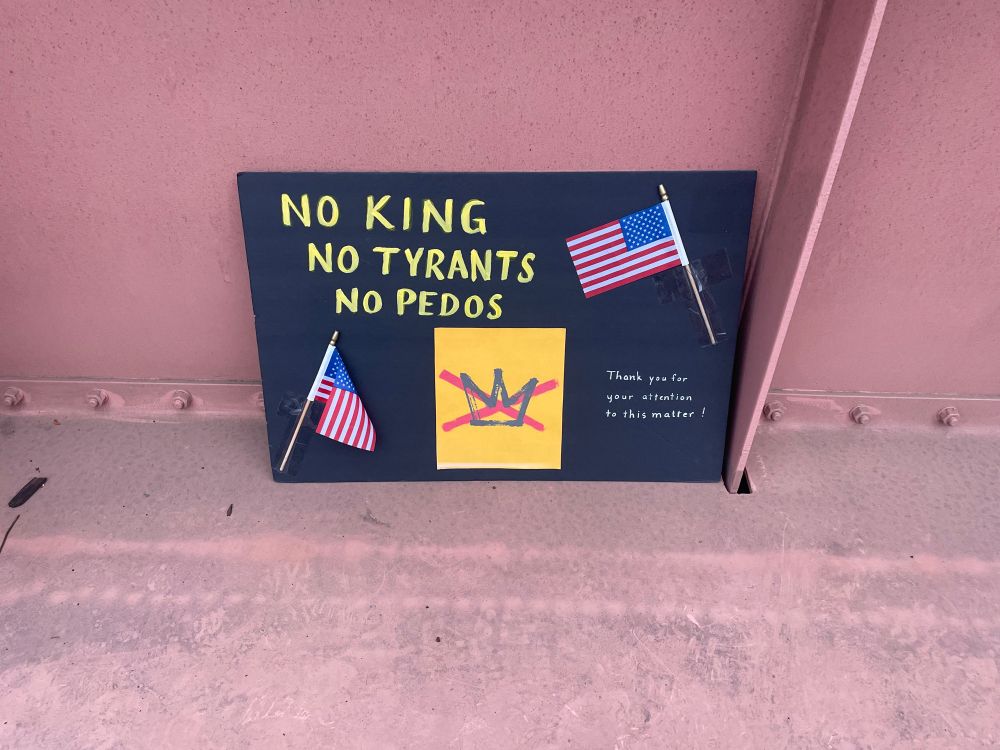 NO KING
NO TYRANTS
NO PEDOS
Thank you for
your attention
to this matter!